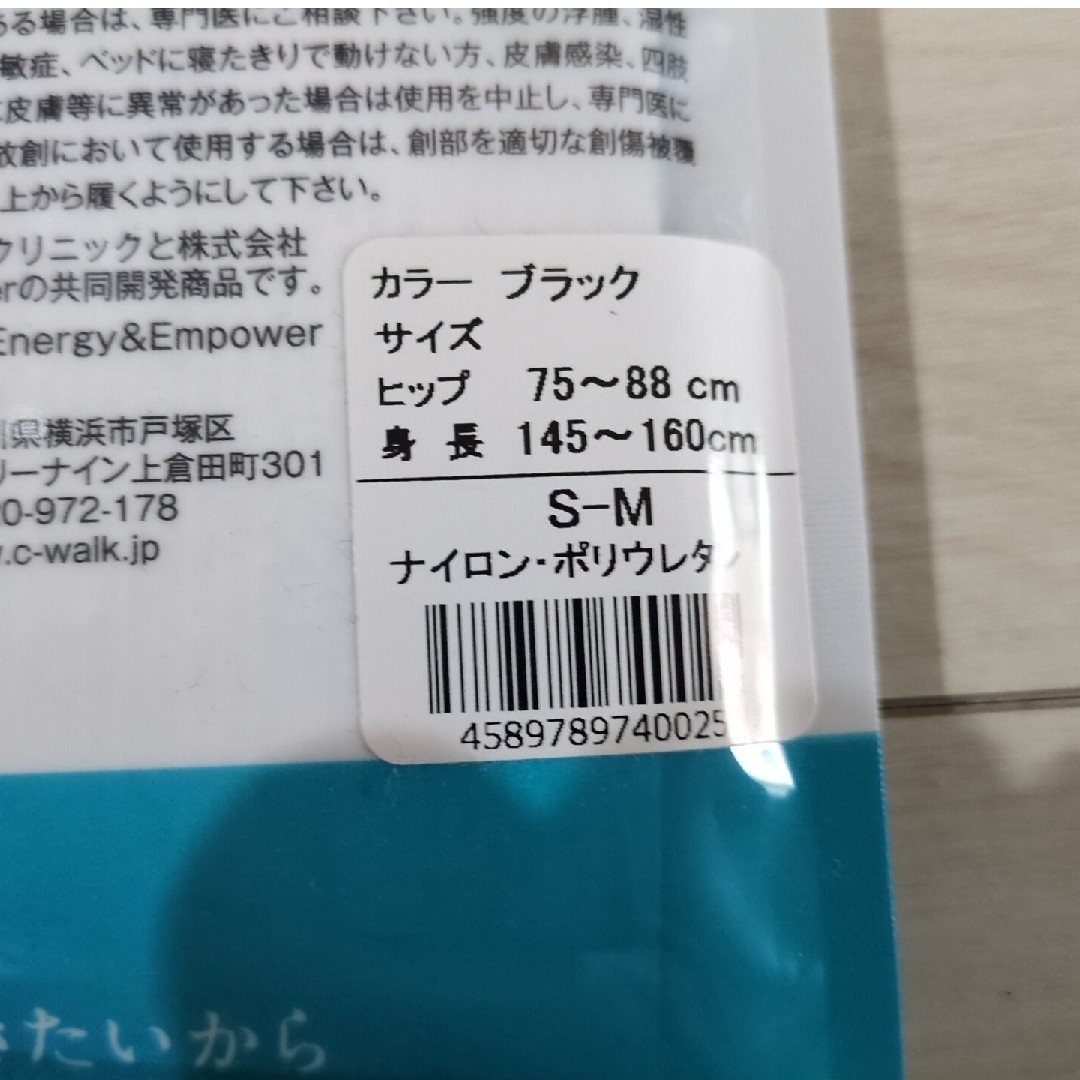 ある場合は、専門医にご相談下さい。強度の浮腫、湿性
敏症、ベッドに寝たきりで動けない方、皮膚感染、四肢
皮膚等に異常があった場合は使用を中止し、専門医に
放創において使用する場合は、創部を適切な創傷被覆
上から履くようにして下さい。
クリニックと株式会社
erの共同開発商品です。
Energy&Empower
県横浜市戸塚区
リーナイン上倉田町301
0-972-178
.c-walk.jp
カラー ブラック
サイズ
ヒップ 75～88 cm
身長 145～160cm
S-M
ナイロン・ポリウレタン
4589789740025
きたいから